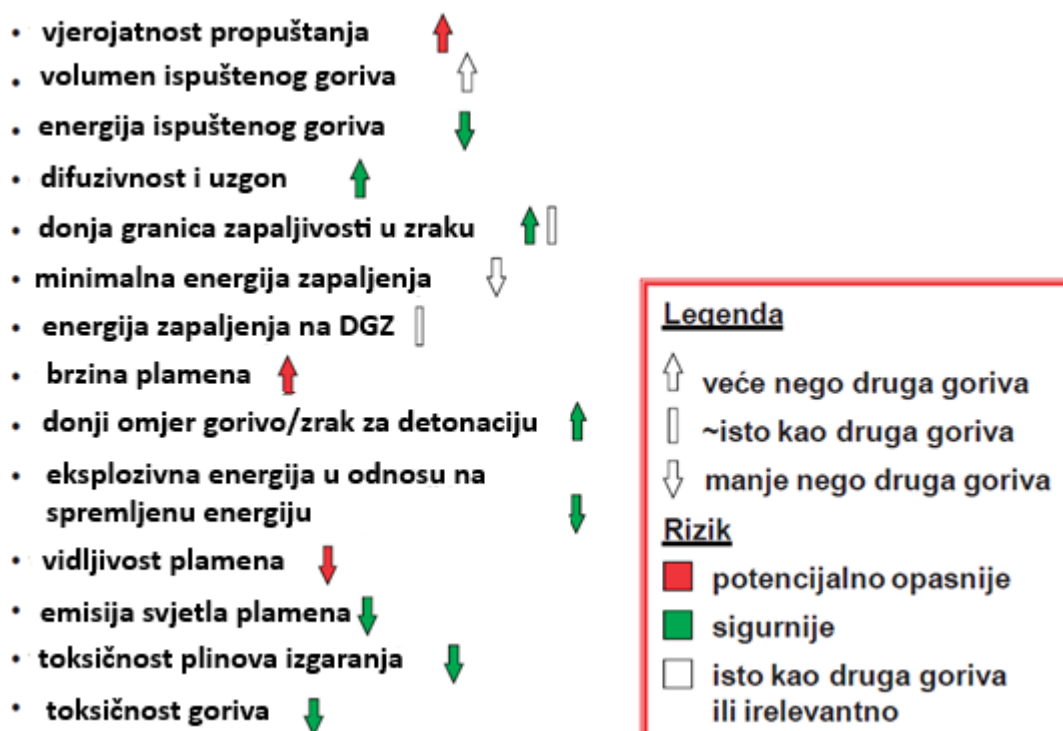 • vjerojatnost propuštanja
• volumen ispuštenog goriva
• energija ispuštenog goriva
• difuzivnost i uzgon
• donja granica zapaljivosti u zraku
• minimalna energija zapaljenja
• energija zapaljenja na DGZ
• brzina plamena
• donji omjer gorivo/zrak za detonaciju
• eksplozivna energija u odnosu na
spremljenu energiju
• vidljivost plamena
• emisija svjetla plamena
• toksičnost plinova izgaranja
• toksičnost goriva
Legenda
veće nego druga goriva
~isto kao druga goriva
manje nego druga goriva
Rizik
potencijalno opasnije
sigurnije
isto kao druga goriva
ili irelevantno